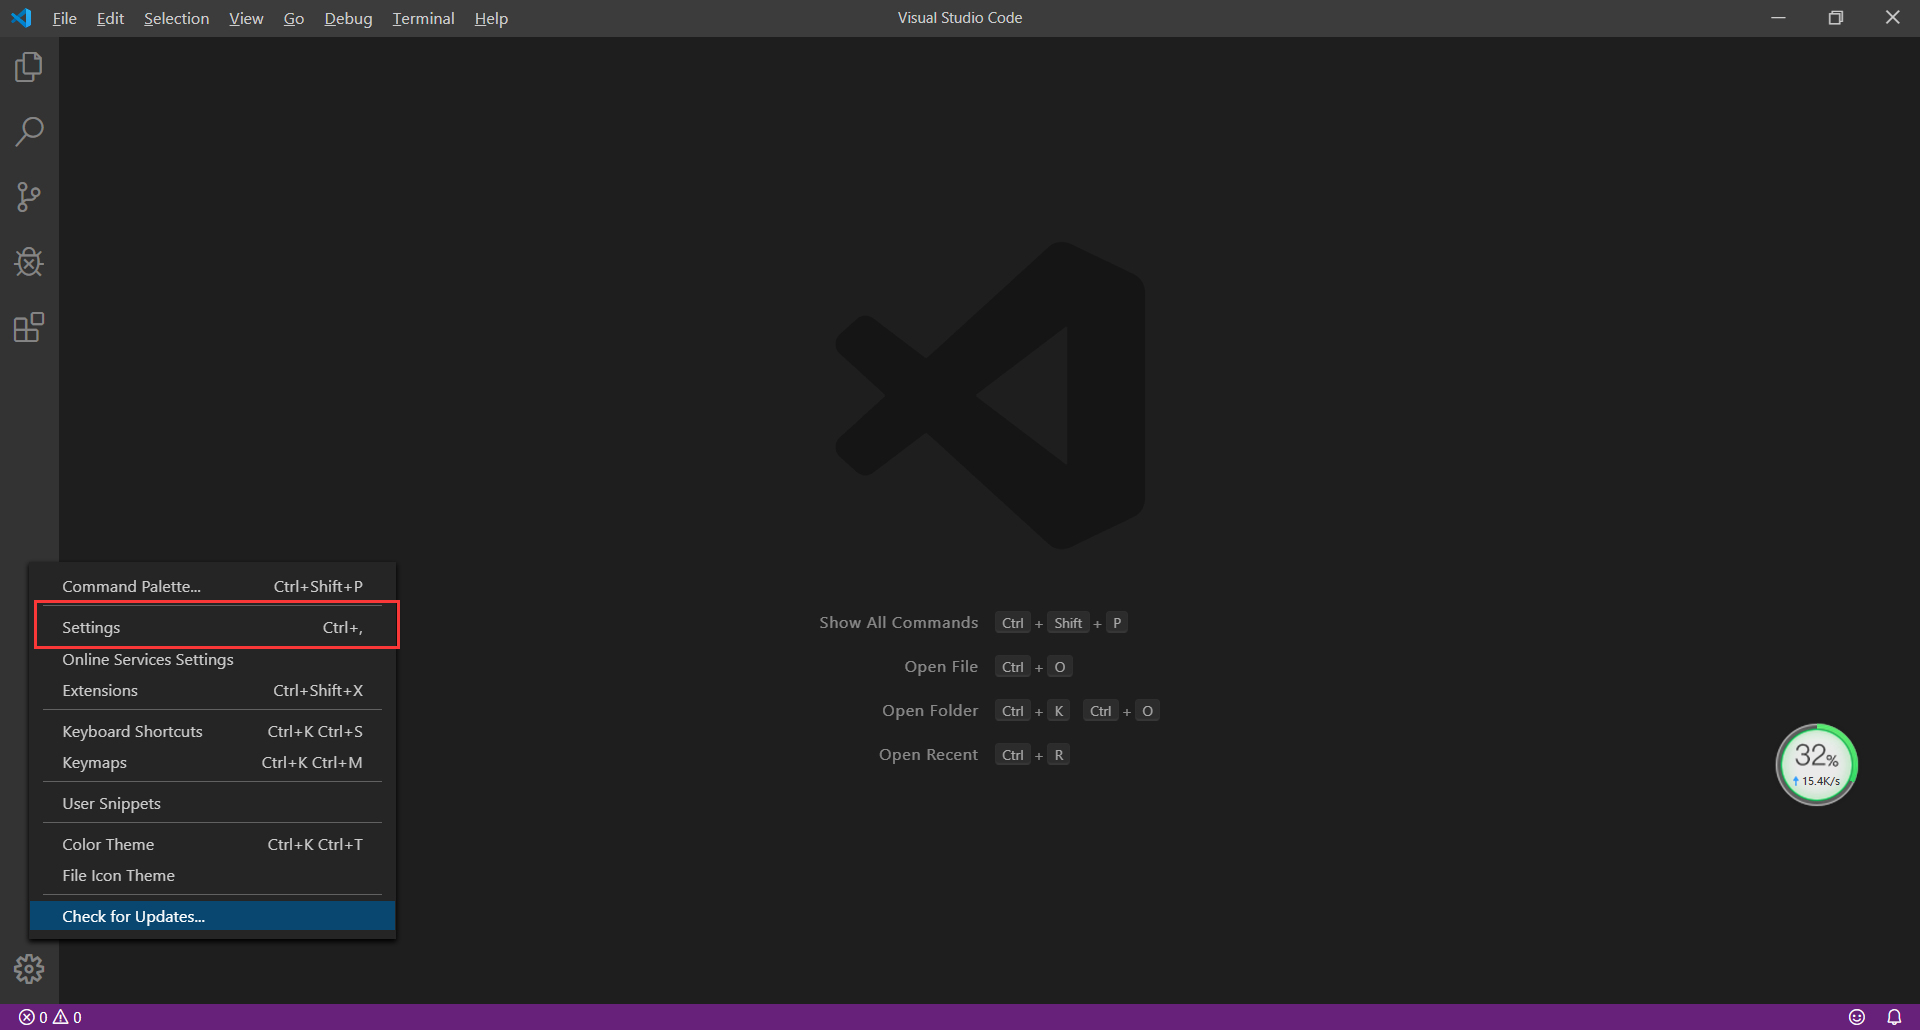 File Edit Selection View Go Debug Terminal Help
Visual Studio Code
Command Palette... Ctrl+Shift+P
Settings Ctrl+,
Online Services Settings
Extensions Ctrl+Shift+X
Keyboard Shortcuts Ctrl+K Ctrl+S
Keymaps Ctrl+K Ctrl+M
User Snippets
Color Theme Ctrl+K Ctrl+T
File Icon Theme
Check for Updates...
Show All Commands Ctrl + Shift + P
Open File Ctrl + O
Open Folder Ctrl + K Ctrl + O
Open Recent Ctrl + R
32%
15.4K/s
0 0